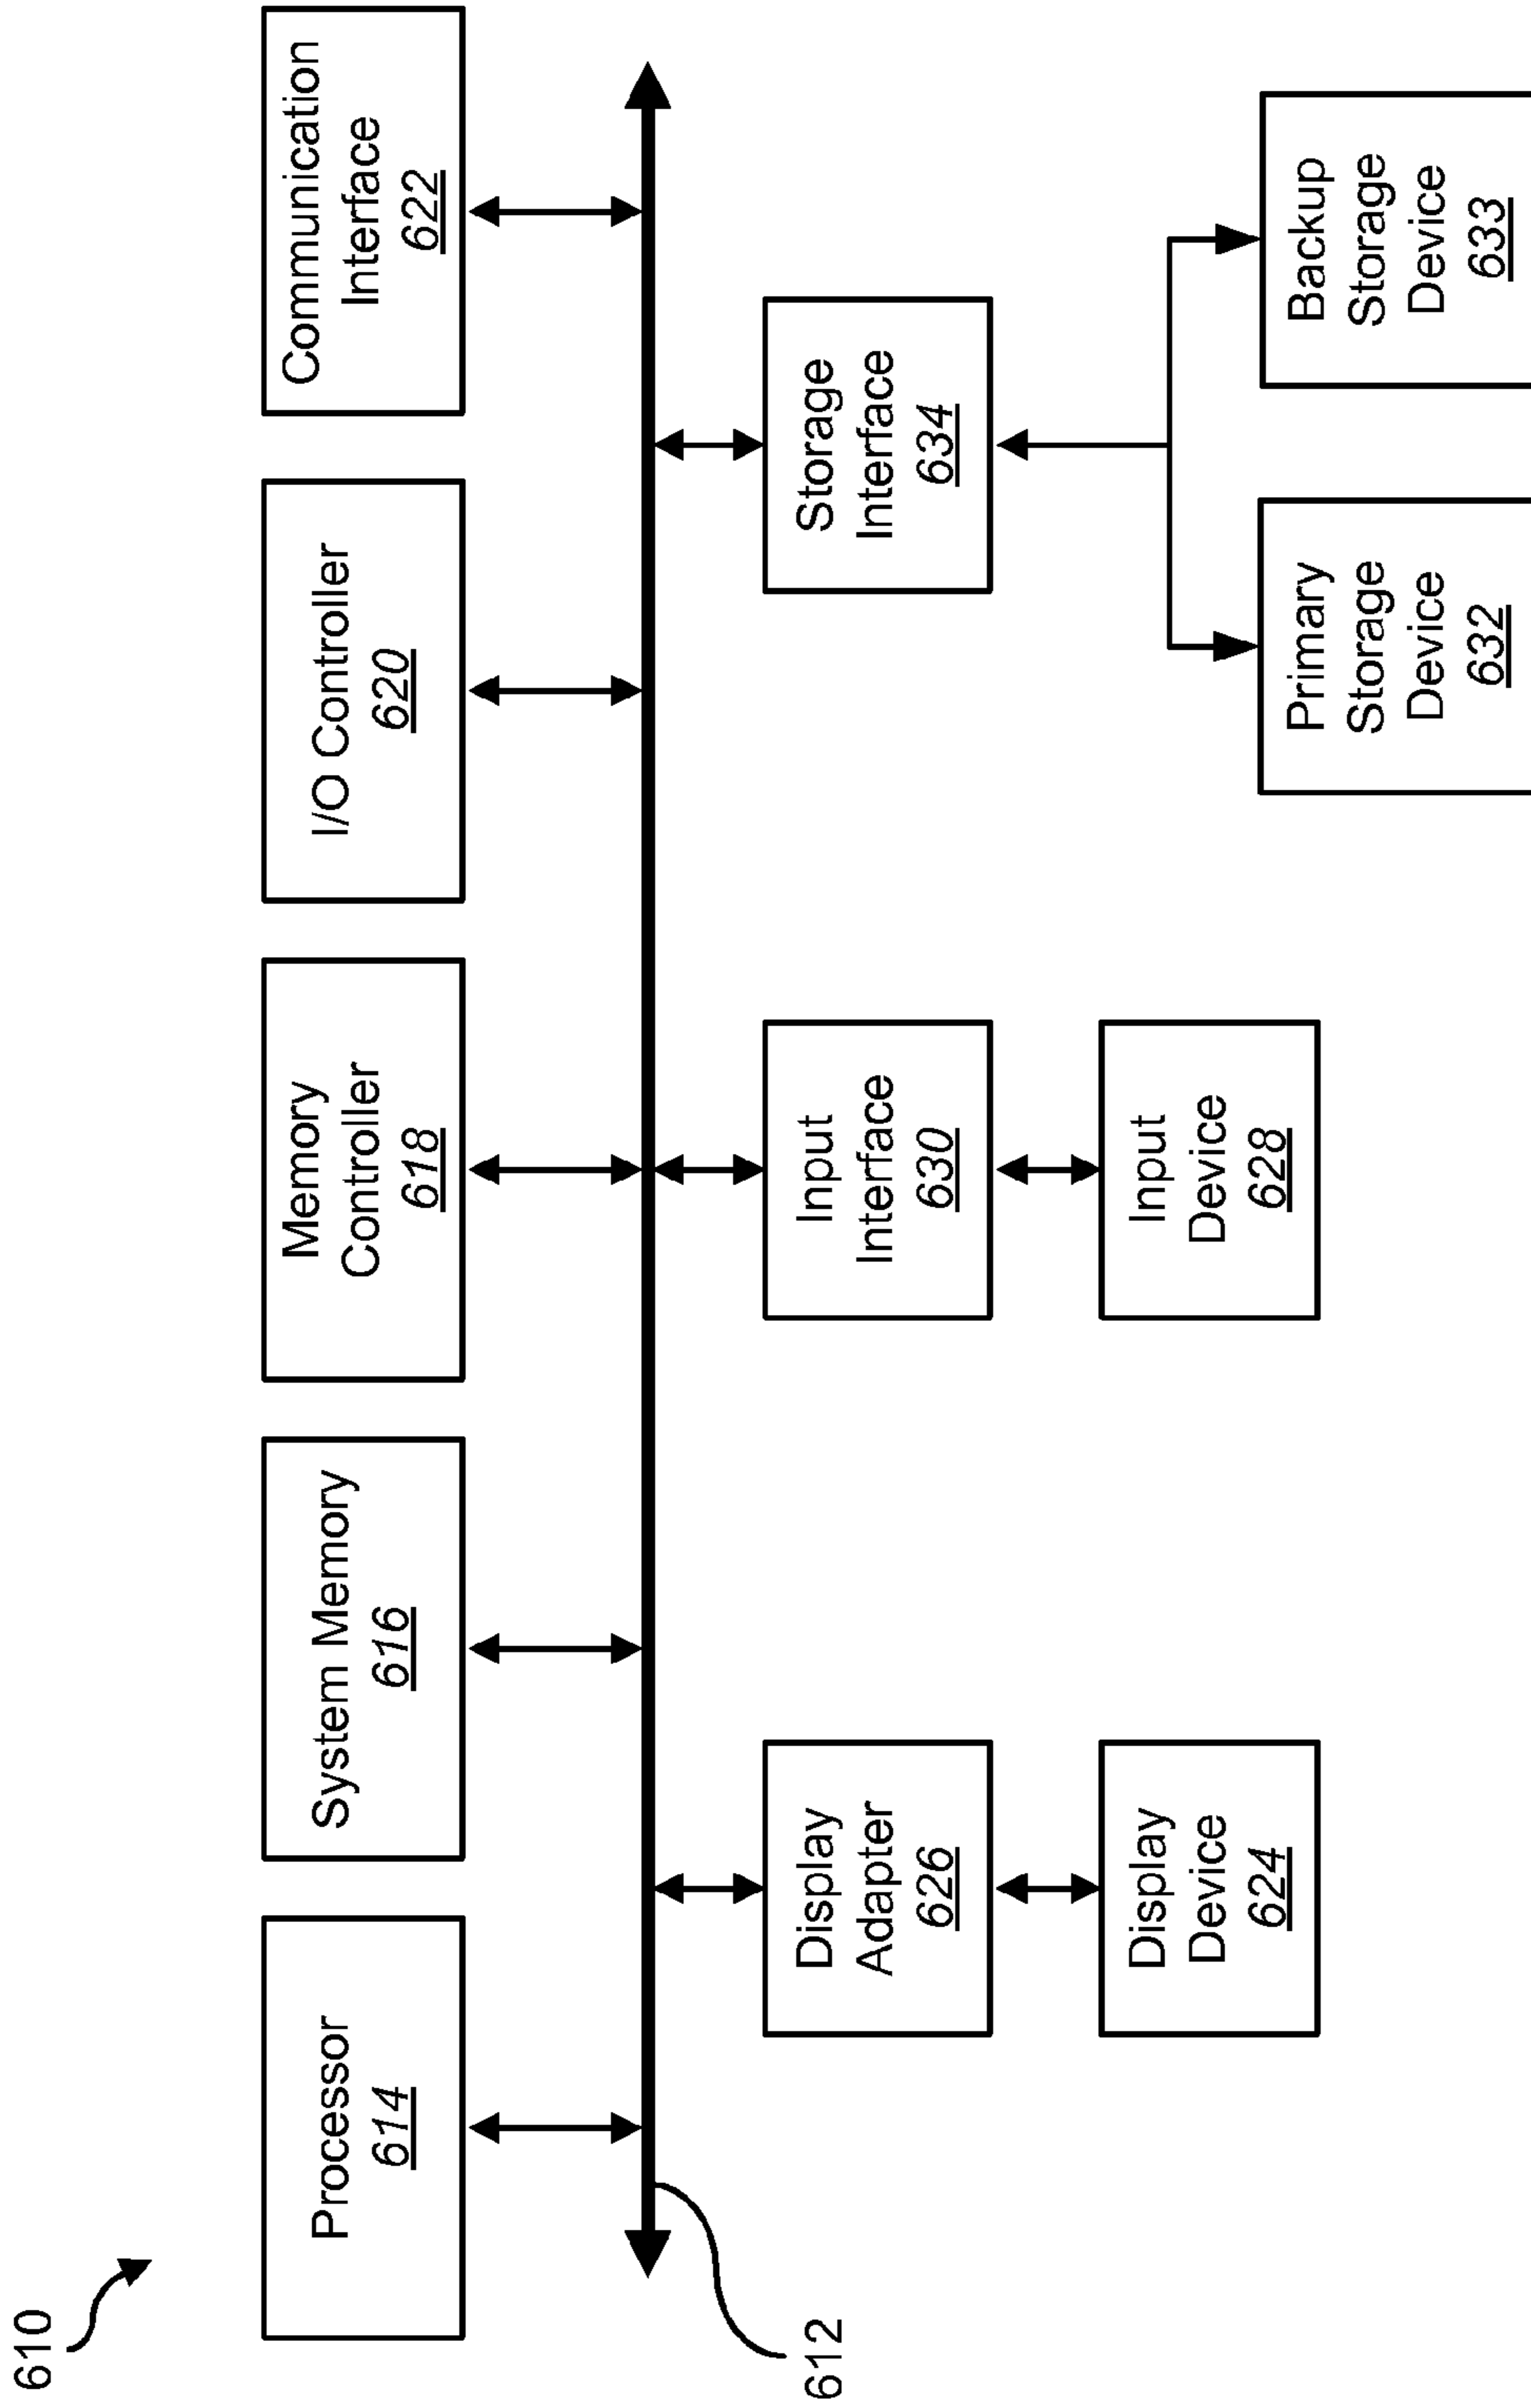 610
Processor
614
System Memory
616
Memory
Controller
618
I/O Controller
620
Communication
Interface
622
612
Display
Adapter
626
Input
Interface
630
Storage
Interface
634
Display
Device
624
Input
Device
628
Primary
Storage
Device
632
Backup
Storage
Device
633